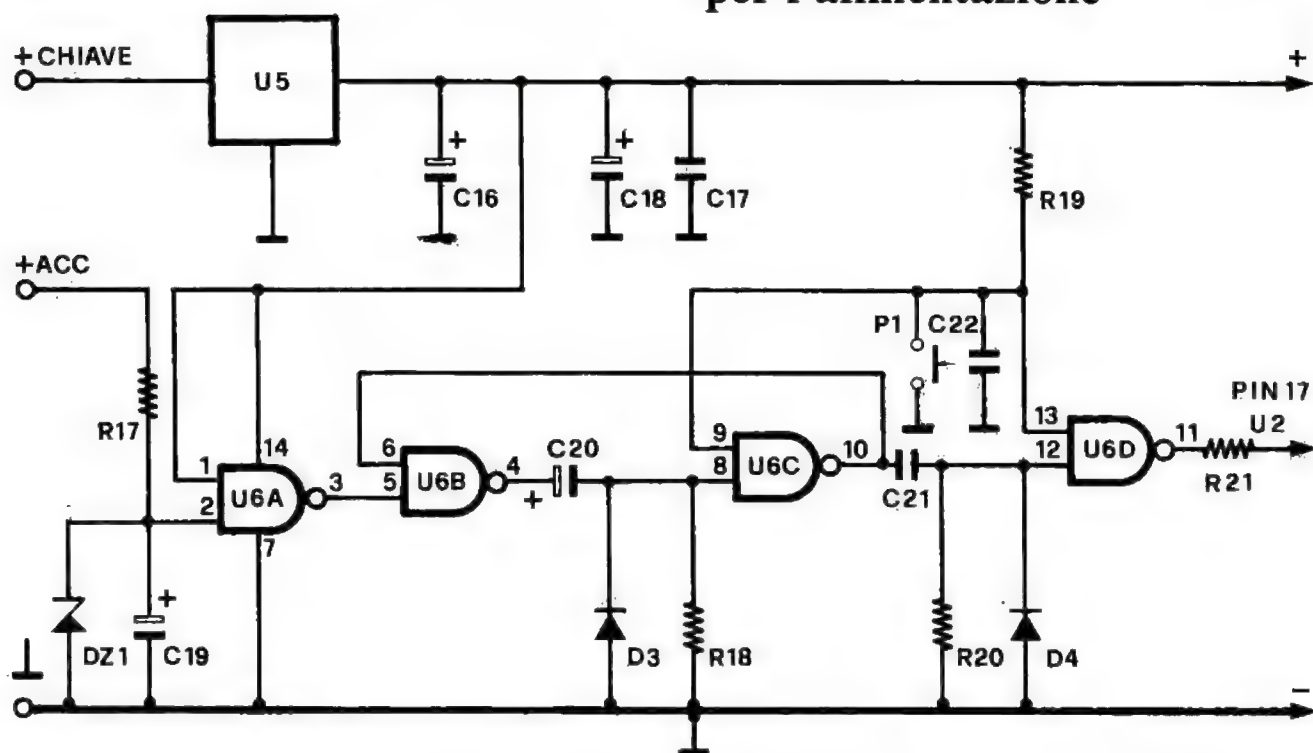 per l'alimentazione
+ CHIAVE
U5
+
+
+
C16
C18
C17
R19
+ACC
P1
C22
R17
PIN 17
U2
14
1
2
U6A
3
7
6
5
U6B
4
C20
+
9
8
U6C
10
C21
13
12
U6D
11
R21
+
DZ1
C19
D3
R18
R20
D4
-